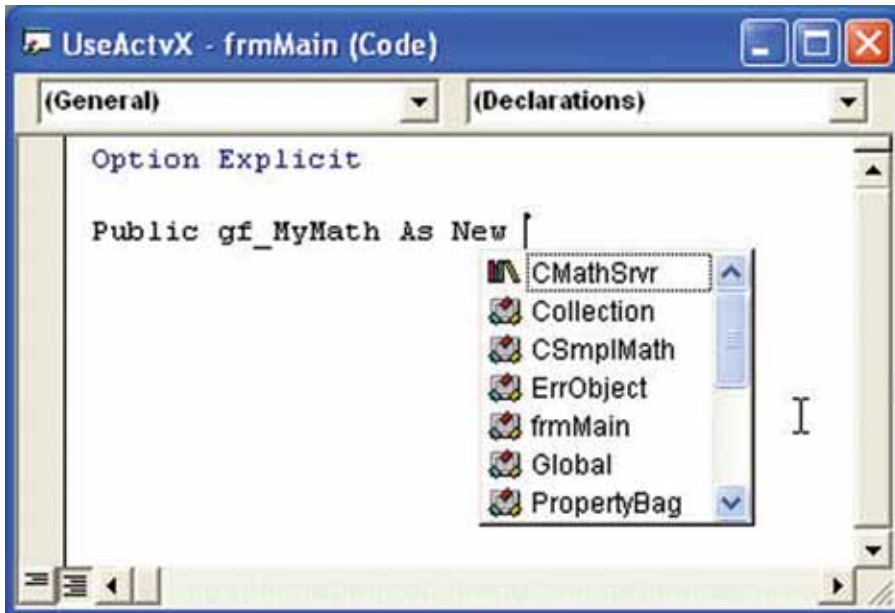 UseActvX - frmMain (Code)
(General) (Declarations)
Option Explicit
Public gf_MyMath As New
CMathSrvr
Collection
CSmplMath
ErrObject
frmMain
Global
PropertyBag